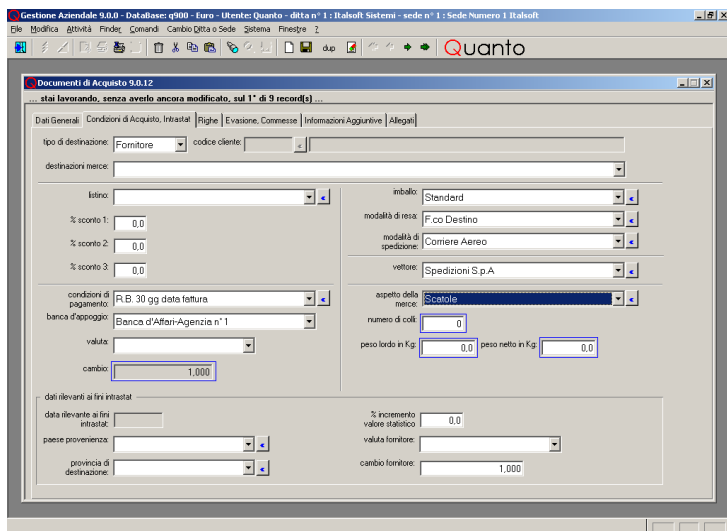 Gestione Aziendale 9.0.0 - DataBase: q900 - Euro - Utente: Quanto - ditta n° 1 : Italsoft Sistemi - sede n° 1 : Sede Numero 1 Italsoft
File Modifica Attività Finder Comandi Cambio Ditta o Sede Sistema Finestre ?
dup Quanto
Documenti di Acquisto 9.0.12
... stai lavorando, senza averlo ancora modificato, sul 1° di 9 record(s) ...
Dati Generali Condizioni di Acquisto, Intrastat Righe Evasione, Commesse Informazioni Aggiuntive Allegati
tipo di destinazione: Fornitore codice cliente: «
destinazioni merce:
listino: « imballo: Standard «
% sconto 1: 0,0 modalità di resa: F.co Destino «
% sconto 2: 0,0 modalità di spedizione: Corriere Aereo «
% sconto 3: 0,0 vettore: Spedizioni S.p.A «
condizioni di pagamento: R.B. 30 gg data fattura « aspetto della merce: Scatole «
banca d'appoggio: Banca d'Affari-Agenzia n° 1 numero di colli: 0
valuta: peso lordo in Kg: 0,0 peso netto in Kg: 0,0
cambio: 1,000
dati rilevanti ai fini intrastat
data rilevante ai fini intrastat: % incremento valore statistico 0,0
paese provenienza: « valuta fornitore:
provincia di destinazione: « cambio fornitore: 1,000